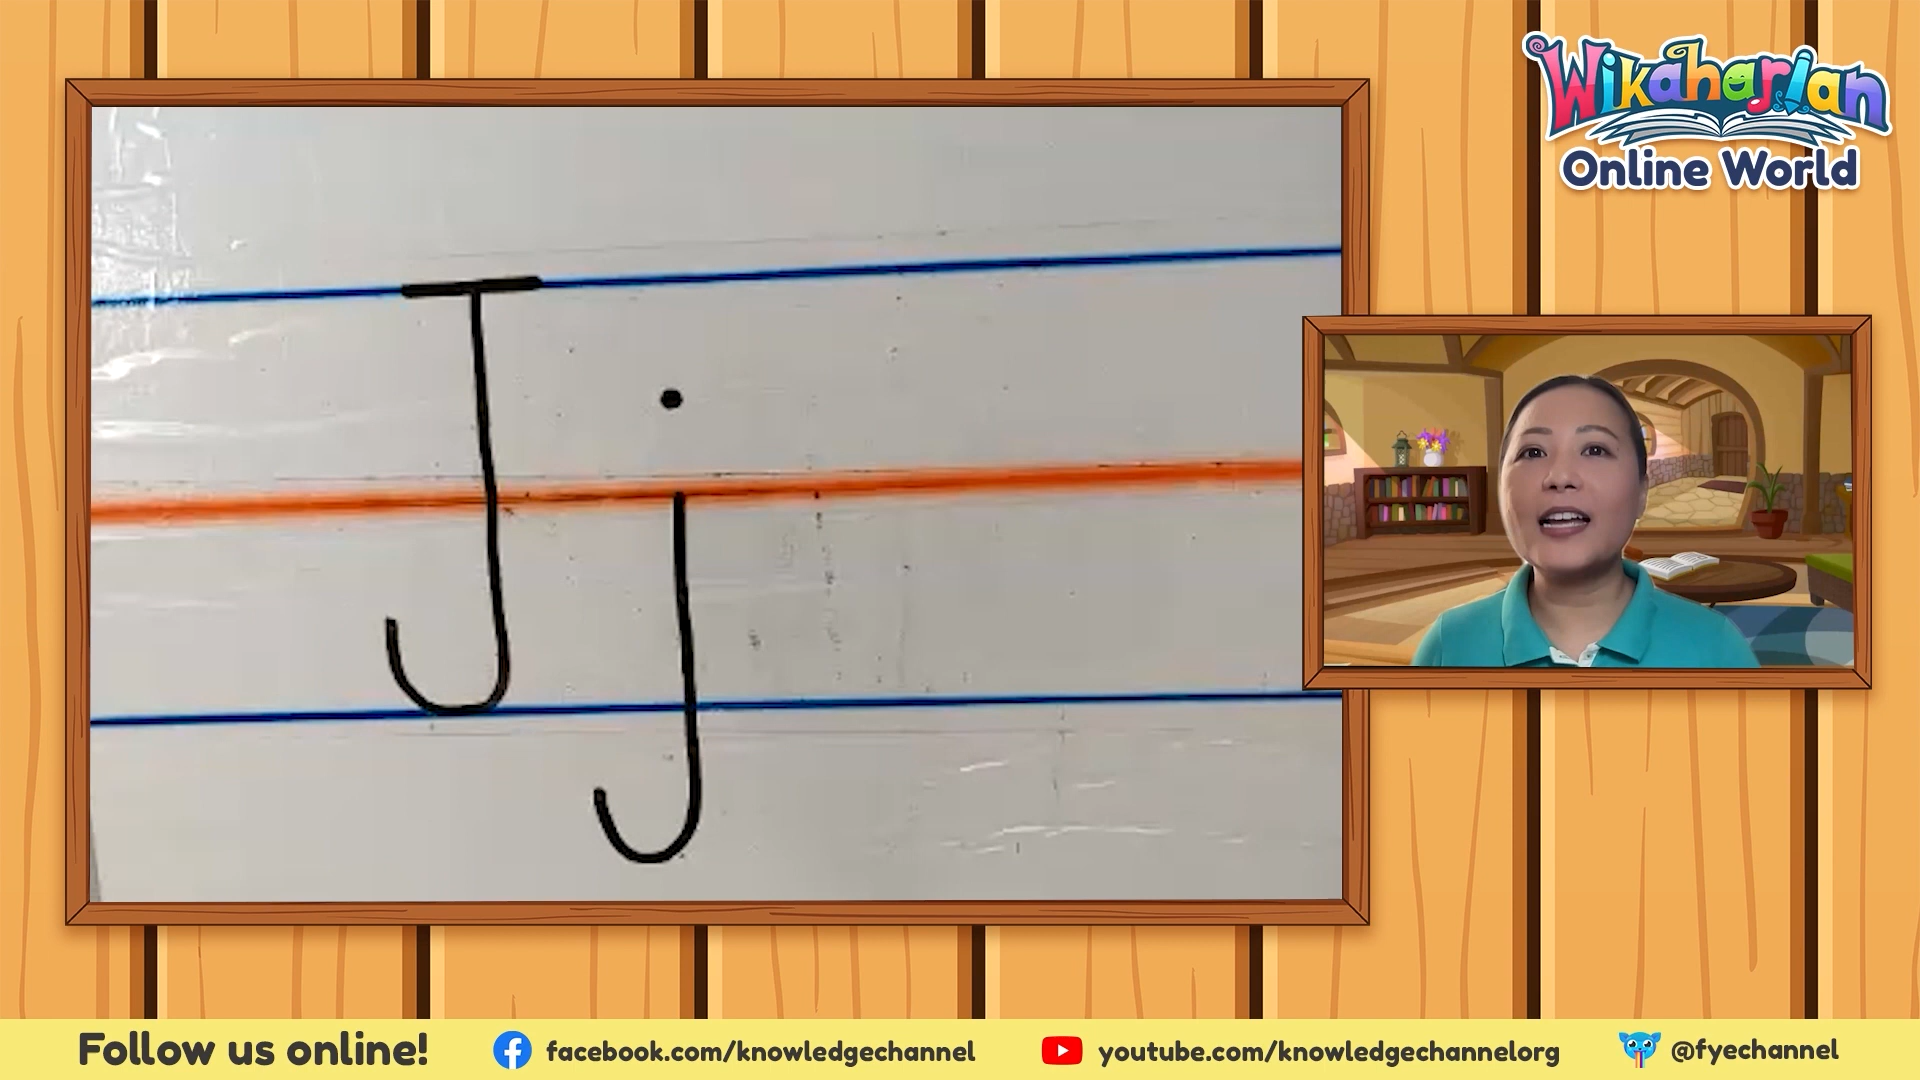 Wikaharian
Online World
J j
Follow us online! facebook.com/knowledgechannel youtube.com/knowledgechannelorg @fyechannel